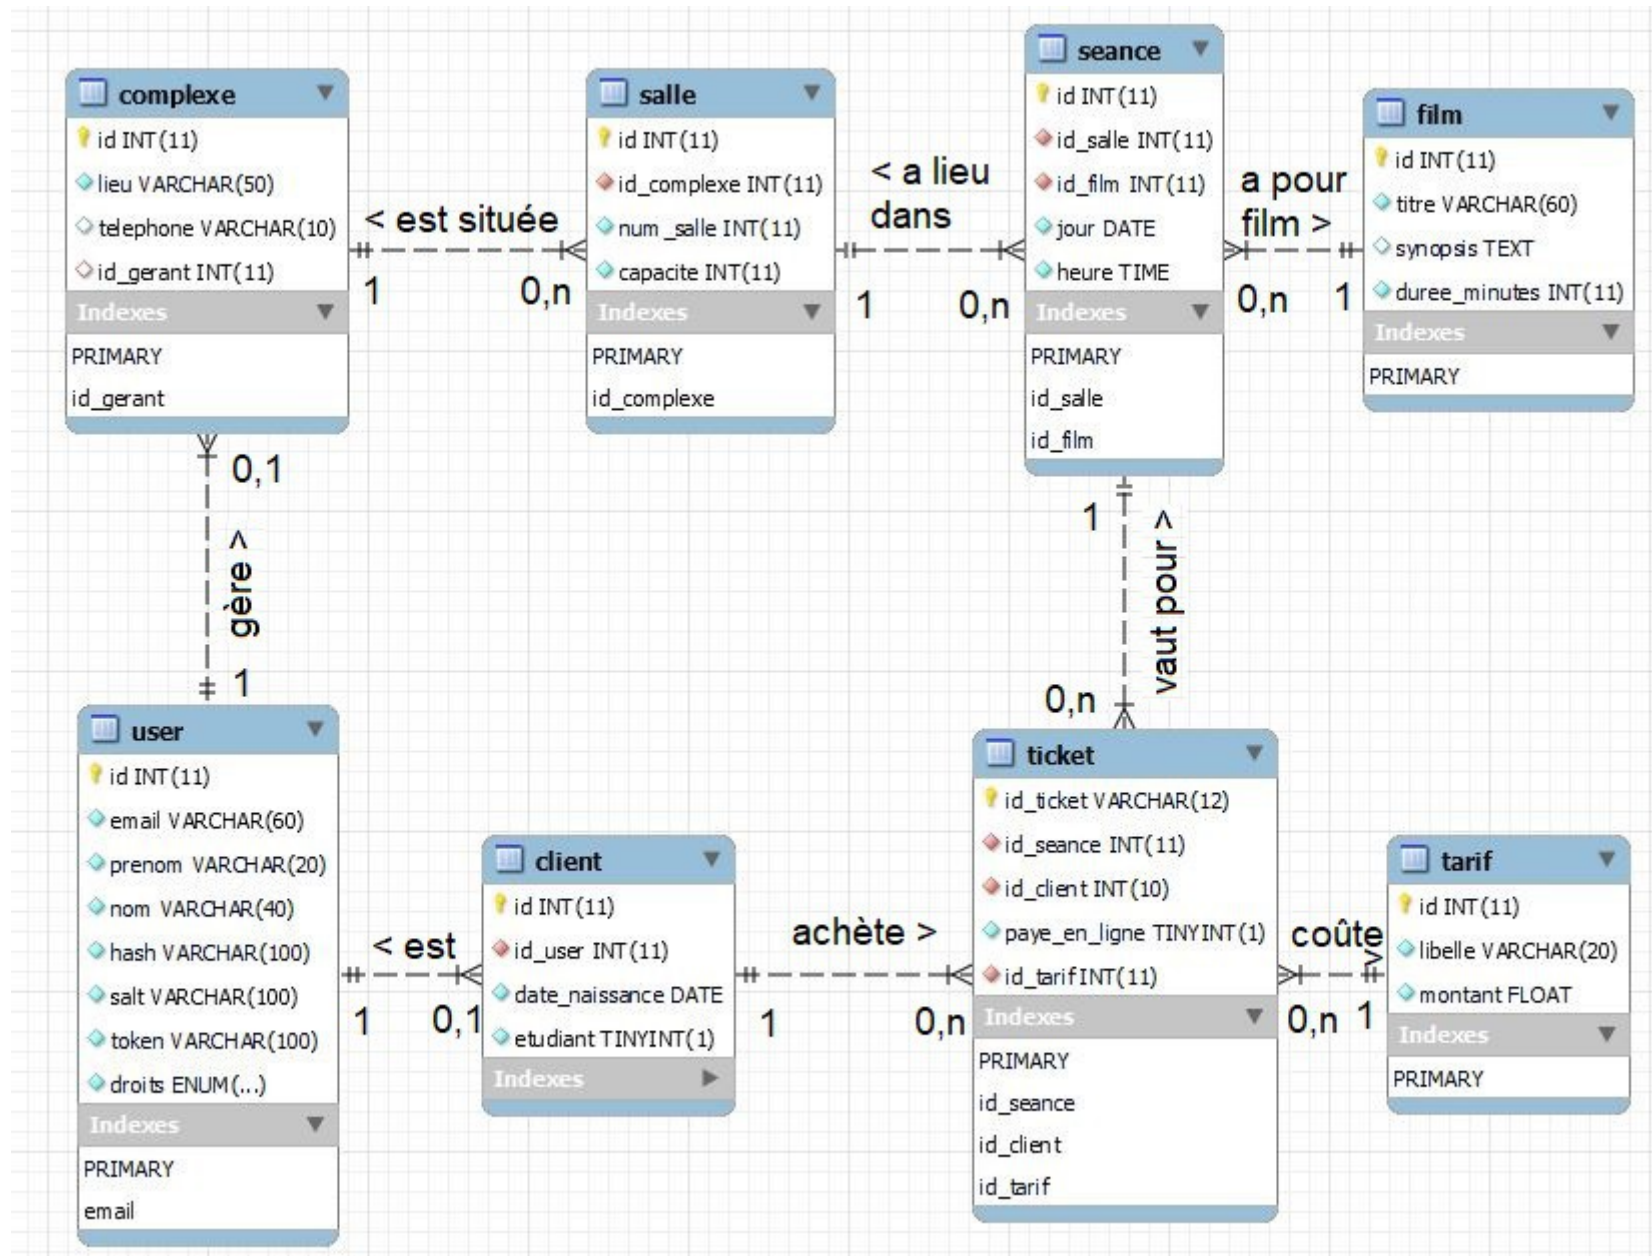 complexe
id INT(11)
lieu VARCHAR(50)
telephone VARCHAR(10)
id_gerant INT(11)
Indexes
PRIMARY
id_gerant
< est située
1
0,n
salle
id INT(11)
id_complexe INT(11)
num_salle INT(11)
capacite INT(11)
Indexes
PRIMARY
id_complexe
< a lieu
dans
1
0,n
seance
id INT(11)
id_salle INT(11)
id_film INT(11)
jour DATE
heure TIME
Indexes
PRIMARY
id_salle
id_film
a pour
film >
0,n
1
film
id INT(11)
titre VARCHAR(60)
synopsis TEXT
duree_minutes INT(11)
Indexes
PRIMARY
0,1
gère >
1
1
vaut pour >
0,n
user
id INT(11)
email VARCHAR(60)
prenom VARCHAR(20)
nom VARCHAR(40)
hash VARCHAR(100)
salt VARCHAR(100)
token VARCHAR(100)
droits ENUM(...)
Indexes
PRIMARY
email
< est
1
0,1
client
id INT(11)
id_user INT(11)
date_naissance DATE
etudiant TINYINT(1)
Indexes
achète >
1
0,n
ticket
id_ticket VARCHAR(12)
id_seance INT(11)
id_client INT(10)
paye_en_ligne TINYINT(1)
id_tarif INT(11)
Indexes
PRIMARY
id_seance
id_client
id_tarif
coûte
>
0,n
1
tarif
id INT(11)
libelle VARCHAR(20)
montant FLOAT
Indexes
PRIMARY